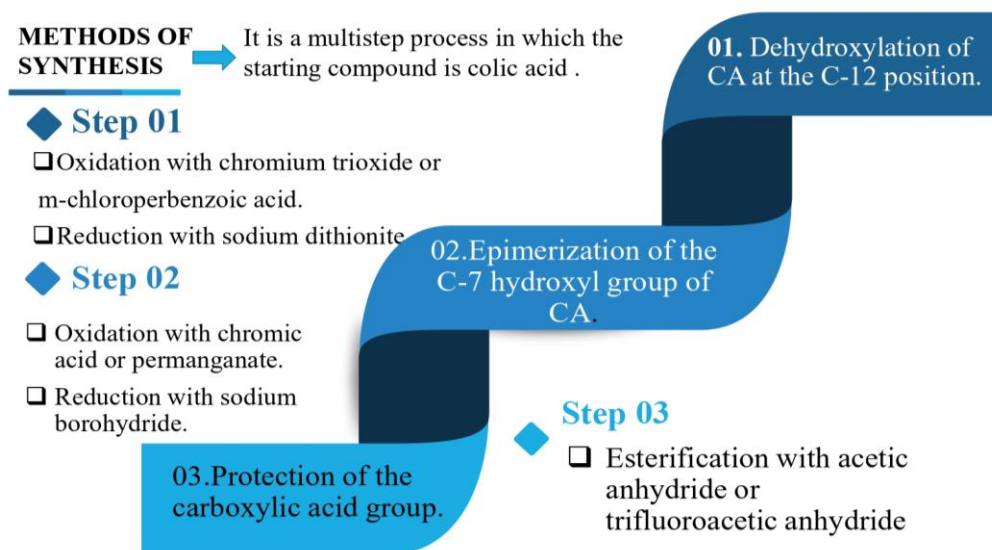 METHODS OF
SYNTHESIS
It is a multistep process in which the
starting compound is colic acid .
01. Dehydroxylation of
CA at the C-12 position.
Step 01
❑Oxidation with chromium trioxide or
m-chloroperbenzoic acid.
❑Reduction with sodium dithionite
02.Epimerization of the
C-7 hydroxyl group of
CA.
Step 02
❑ Oxidation with chromic
acid or permanganate.
❑ Reduction with sodium
borohydride.
03.Protection of the
carboxylic acid group.
Step 03
❑ Esterification with acetic
anhydride or
trifluoroacetic anhydride